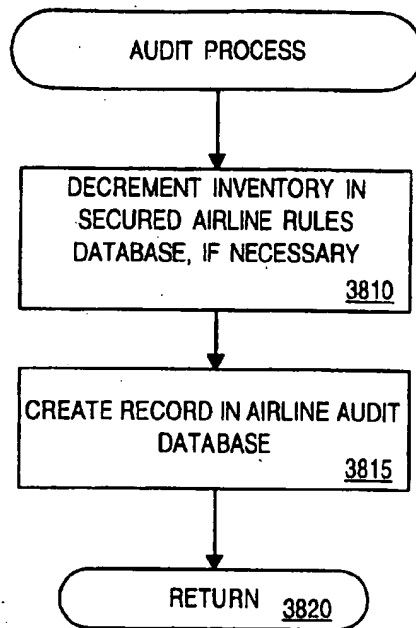 AUDIT PROCESS
DECREMENT INVENTORY IN
SECURED AIRLINE RULES
DATABASE, IF NECESSARY
3810
CREATE RECORD IN AIRLINE AUDIT
DATABASE
3815
RETURN 3820